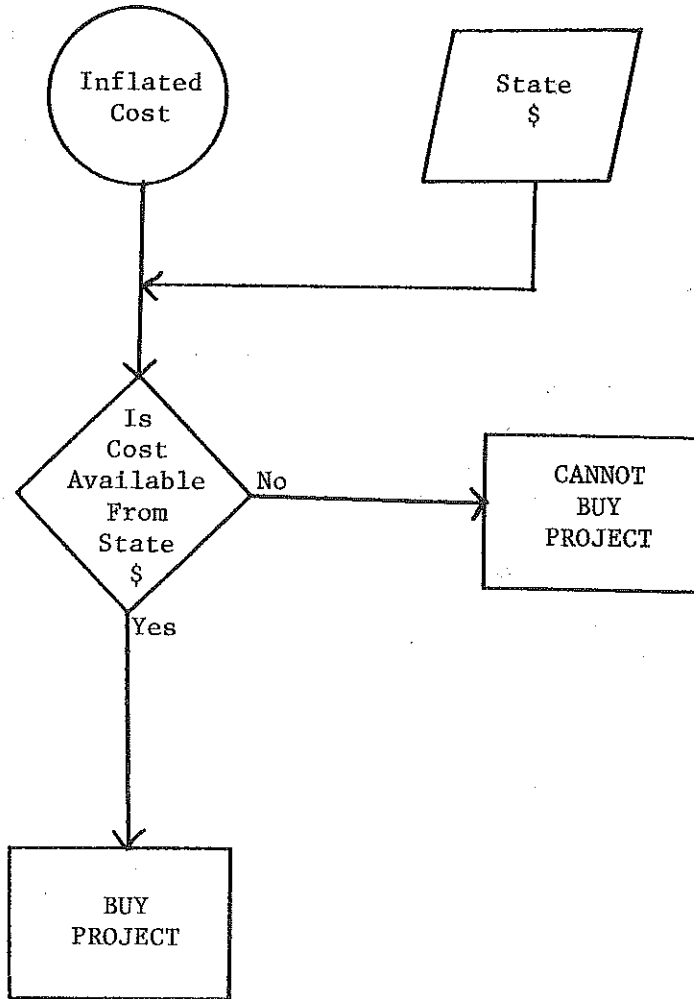 Inflated
Cost
State
$
Is
Cost
Available
From
State
$
No
CANNOT
BUY
PROJECT
Yes
BUY
PROJECT